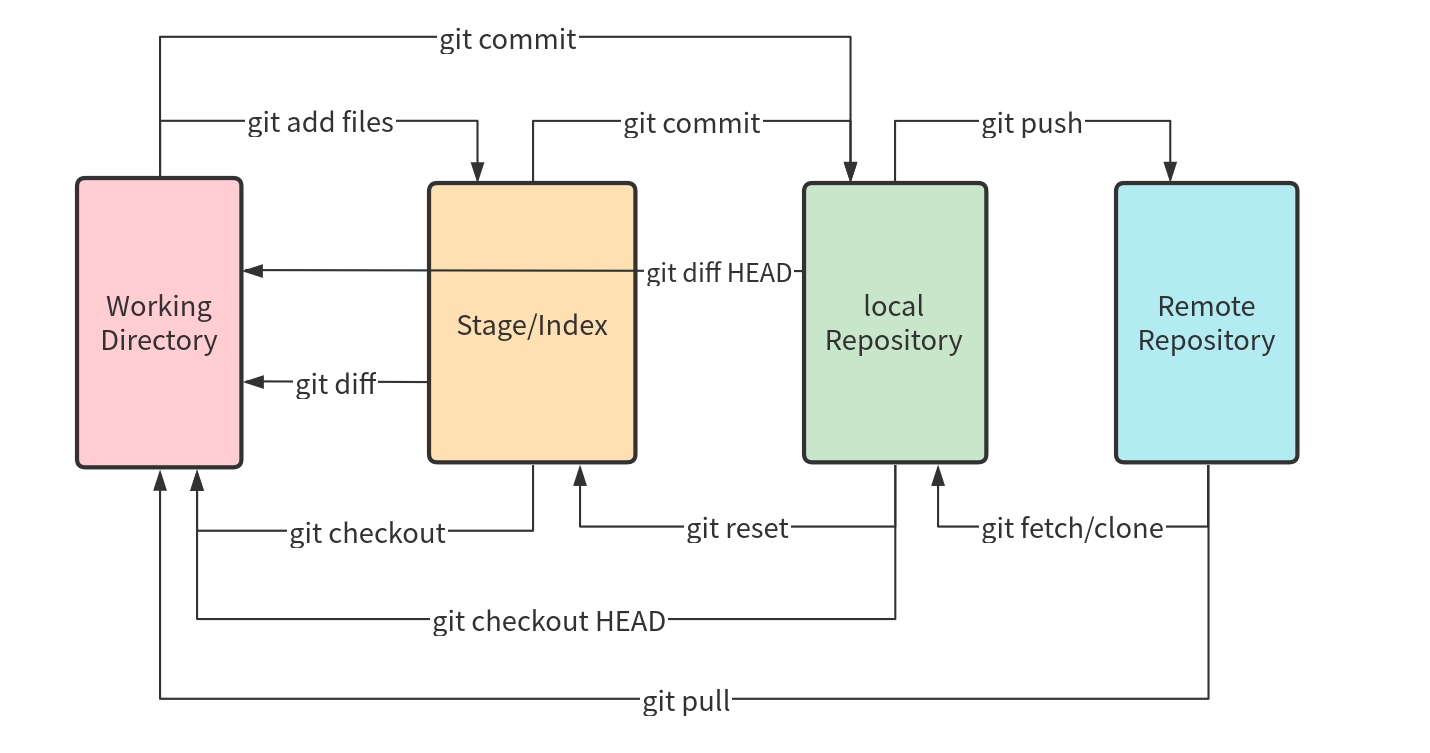 git commit
git add files
git commit
git push
git diff HEAD
Working
Directory
Stage/Index
local
Repository
Remote
Repository
git diff
git checkout
git reset
git fetch/clone
git checkout HEAD
git pull